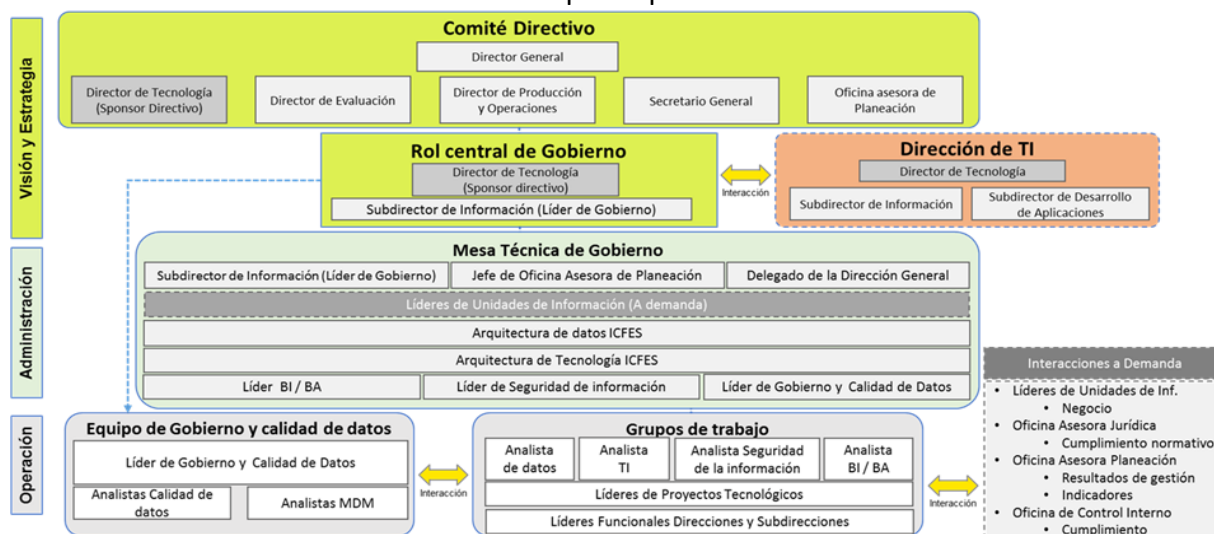 Visión y Estrategia
Comité Directivo
Director General
Director de Tecnología
(Sponsor Directivo)
Director de Evaluación
Director de Producción
y Operaciones
Secretario General
Oficina asesora de
Planeación
Rol central de Gobierno
Director de Tecnología
(Sponsor directivo)
Subdirector de Información (Líder de Gobierno)
Interacción
Dirección de TI
Director de Tecnología
Subdirector de Información
Subdirector de Desarrollo
de Aplicaciones
Administración
Mesa Técnica de Gobierno
Subdirector de Información (Líder de Gobierno)
Jefe de Oficina Asesora de Planeación
Delegado de la Dirección General
Líderes de Unidades de Información (A demanda)
Arquitectura de datos ICFES
Arquitectura de Tecnología ICFES
Líder BI / BA
Líder de Seguridad de información
Líder de Gobierno y Calidad de Datos
Operación
Equipo de Gobierno y calidad de datos
Líder de Gobierno y Calidad de Datos
Analistas Calidad de
datos
Analistas MDM
Interacción
Grupos de trabajo
Analista
de datos
Analista
TI
Analista Seguridad
de la información
Analista
BI / BA
Líderes de Proyectos Tecnológicos
Líderes Funcionales Direcciones y Subdirecciones
Interacción
Interacciones a Demanda
• Líderes de Unidades de Inf.
• Negocio
• Oficina Asesora Jurídica
• Cumplimiento normativo
• Oficina Asesora Planeación
• Resultados de gestión
• Indicadores
• Oficina de Control Interno
• Cumplimiento